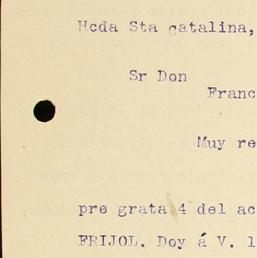 Hcda Sta catalina,
Sr Don
Franc
Muy re
pre grata 4 del ac
FRIJOL. Doy á V. l